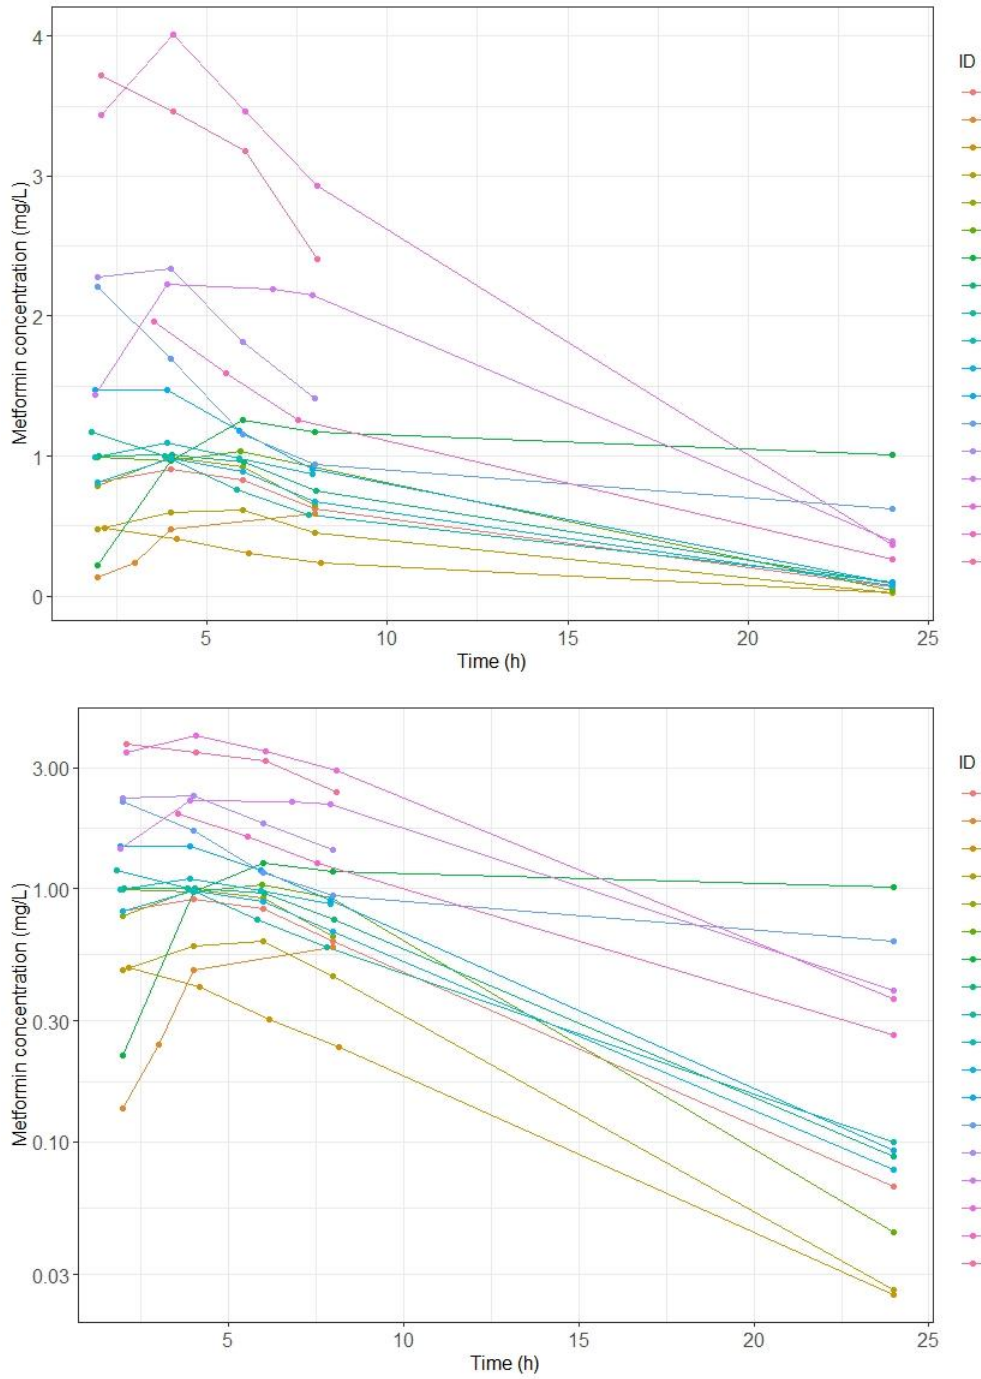 4
3
2
1
0
Metformin concentration (mg/L)
5 10 15 20 25
Time (h)
ID
3.00
1.00
0.30
0.10
0.03
Metformin concentration (mg/L)
5 10 15 20 25
Time (h)
ID